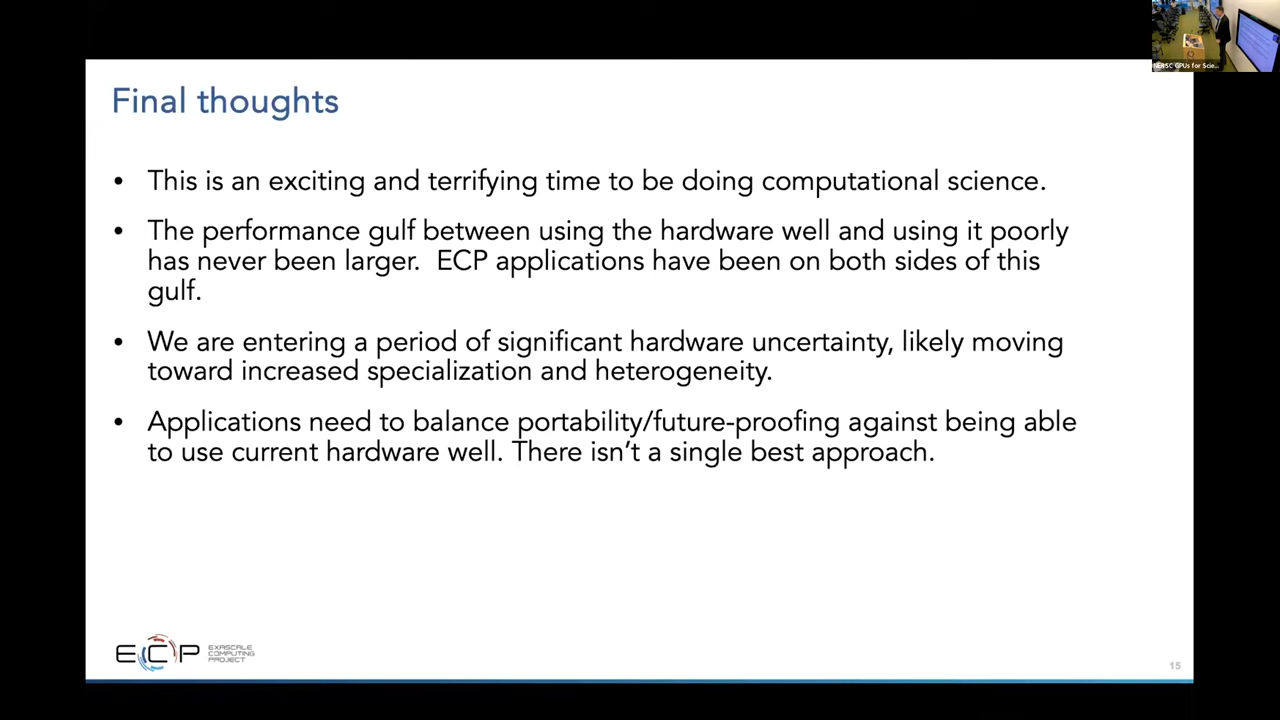 NERSC GPUs for Scie...
Final thoughts
• This is an exciting and terrifying time to be doing computational science.
• The performance gulf between using the hardware well and using it poorly
has never been larger. ECP applications have been on both sides of this
gulf.
• We are entering a period of significant hardware uncertainty, likely moving
toward increased specialization and heterogeneity.
• Applications need to balance portability/future-proofing against being able
to use current hardware well. There isn't a single best approach.
ECP
EXASCALE
COMPUTING
PROJECT
15